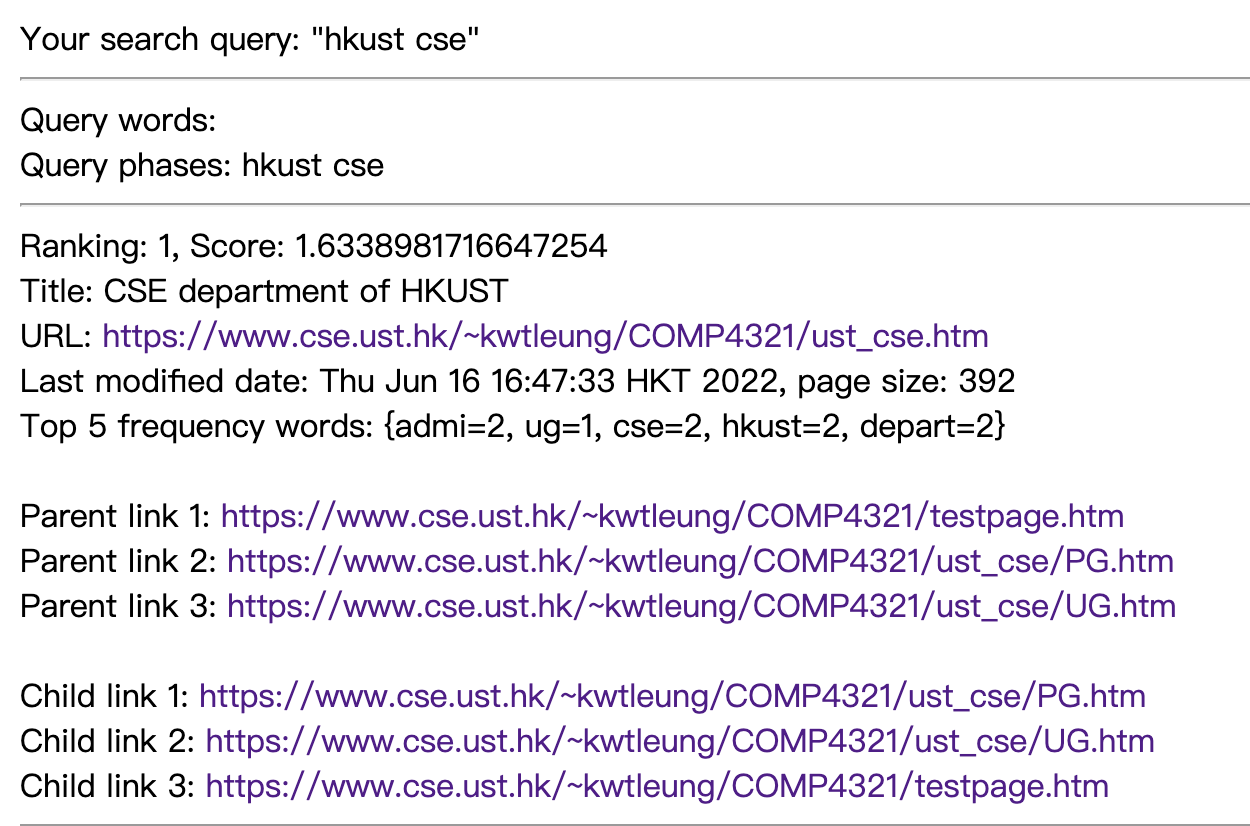 Your search query: "hkust cse"
Query words:
Query phases: hkust cse
Ranking: 1, Score: 1.6338981716647254
Title: CSE department of HKUST
URL: https://www.cse.ust.hk/~kwtleung/COMP4321/ust_cse.htm
Last modified date: Thu Jun 16 16:47:33 HKT 2022, page size: 392
Top 5 frequency words: {admi=2, ug=1, cse=2, hkust=2, depart=2}
Parent link 1: https://www.cse.ust.hk/~kwtleung/COMP4321/testpage.htm
Parent link 2: https://www.cse.ust.hk/~kwtleung/COMP4321/ust_cse/PG.htm
Parent link 3: https://www.cse.ust.hk/~kwtleung/COMP4321/ust_cse/UG.htm
Child link 1: https://www.cse.ust.hk/~kwtleung/COMP4321/ust_cse/PG.htm
Child link 2: https://www.cse.ust.hk/~kwtleung/COMP4321/ust_cse/UG.htm
Child link 3: https://www.cse.ust.hk/~kwtleung/COMP4321/testpage.htm